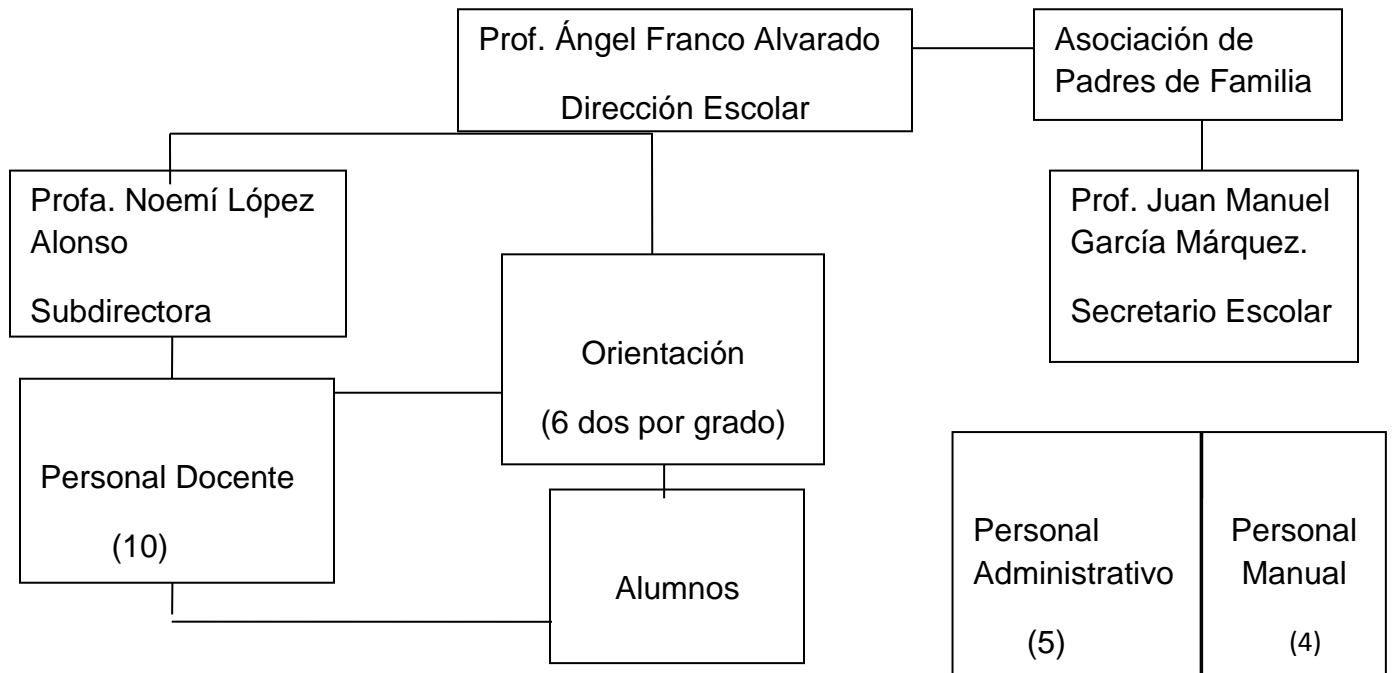 Prof. Ángel Franco Alvarado
Dirección Escolar
Asociación de
Padres de Familia
Profa. Noemí López
Alonso
Subdirectora
Prof. Juan Manuel
García Márquez.
Secretario Escolar
Orientación
(6 dos por grado)
Personal Docente
(10)
Alumnos
Personal
Administrativo
(5)
Personal
Manual
(4)